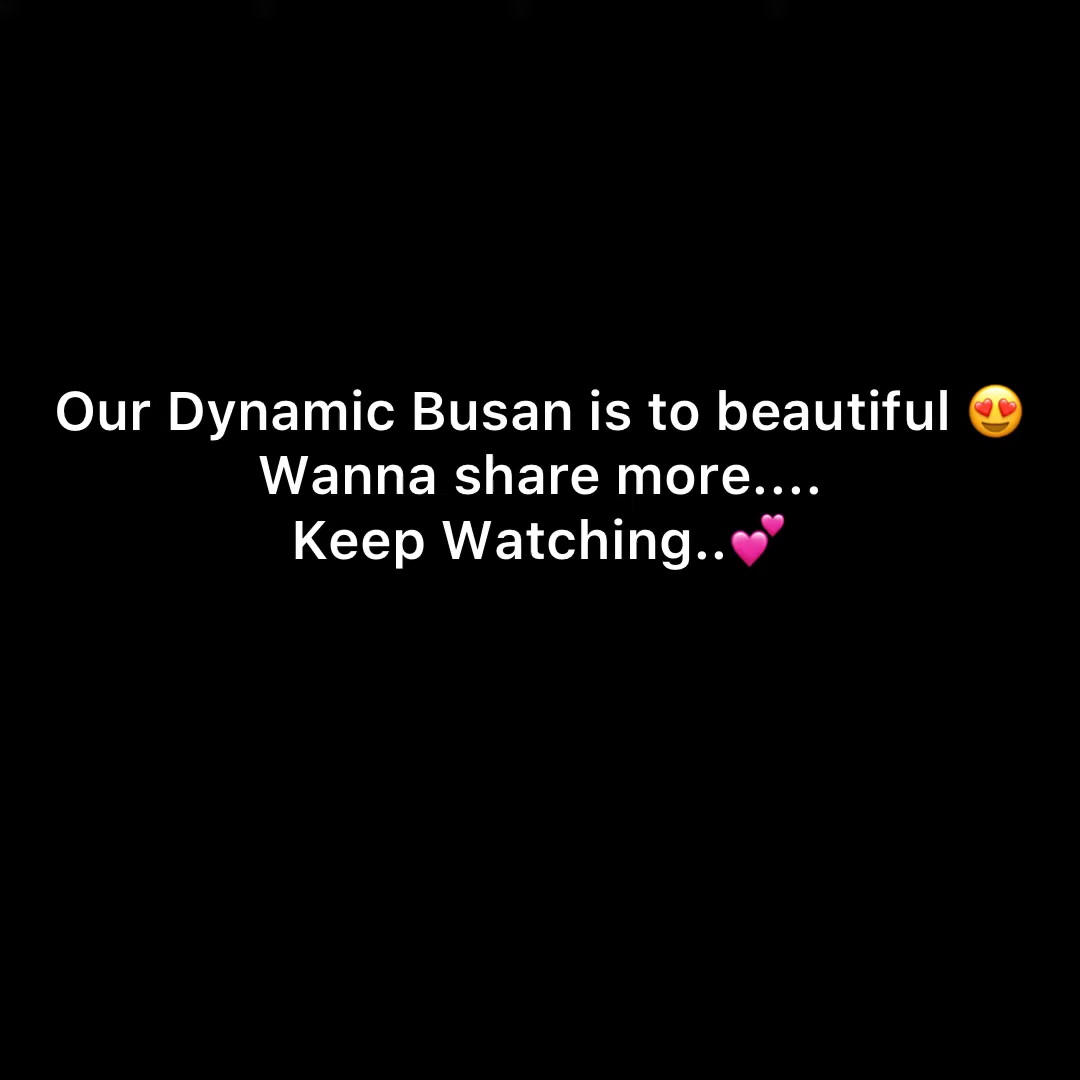 Our Dynamic Busan is to beautiful 😍
Wanna share more....
Keep Watching..💕